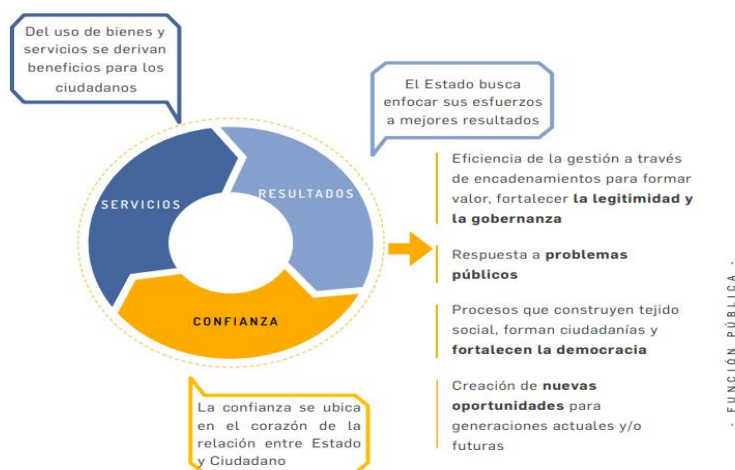 Del uso de bienes y
servicios se derivan
beneficios para los
ciudadanos
El Estado busca
enfocar sus esfuerzos
a mejores resultados
SERVICIOS
RESULTADOS
CONFIANZA
La confianza se ubica
en el corazón de la
relación entre Estado
y Ciudadano
Eficiencia de la gestión a través
de encadenamientos para formar
valor, fortalecer la legitimidad y
la gobernanza
Respuesta a problemas
públicos
Procesos que construyen tejido
social, forman ciudadanías y
fortalecen la democracia
Creación de nuevas
oportunidades para
generaciones actuales y/o
futuras
- FUNCIÓN PÚBLICA -